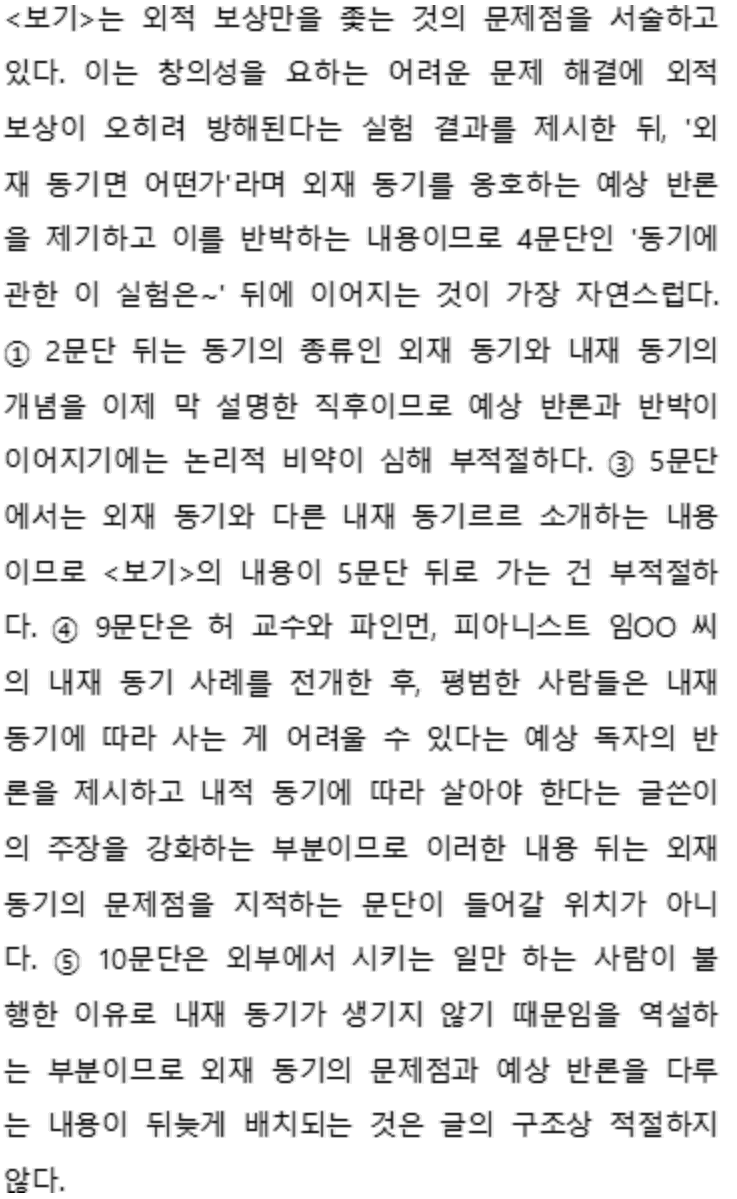 <보기>는 외적 보상만을 좇는 것의 문제점을 서술하고
있다. 이는 창의성을 요하는 어려운 문제 해결에 외적
보상이 오히려 방해된다는 실험 결과를 제시한 뒤, '외
재 동기면 어떤가'라며 외재 동기를 옹호하는 예상 반론
을 제기하고 이를 반박하는 내용이므로 4문단인 '동기에
관한 이 실험은~' 뒤에 이어지는 것이 가장 자연스럽다.
① 2문단 뒤는 동기의 종류인 외재 동기와 내재 동기의
개념을 이제 막 설명한 직후이므로 예상 반론과 반박이
이어지기에는 논리적 비약이 심해 부적절하다. ③ 5문단
에서는 외재 동기와 다른 내재 동기르르 소개하는 내용
이므로 <보기>의 내용이 5문단 뒤로 가는 건 부적절하
다. ④ 9문단은 허 교수와 파인먼, 피아니스트 임OO 씨
의 내재 동기 사례를 전개한 후, 평범한 사람들은 내재
동기에 따라 사는 게 어려울 수 있다는 예상 독자의 반
론을 제시하고 내적 동기에 따라 살아야 한다는 글쓴이
의 주장을 강화하는 부분이므로 이러한 내용 뒤는 외재
동기의 문제점을 지적하는 문단이 들어갈 위치가 아니
다. ⑤ 10문단은 외부에서 시키는 일만 하는 사람이 불
행한 이유로 내재 동기가 생기지 않기 때문임을 역설하
는 부분이므로 외재 동기의 문제점과 예상 반론을 다루
는 내용이 뒤늦게 배치되는 것은 글의 구조상 적절하지
않다.